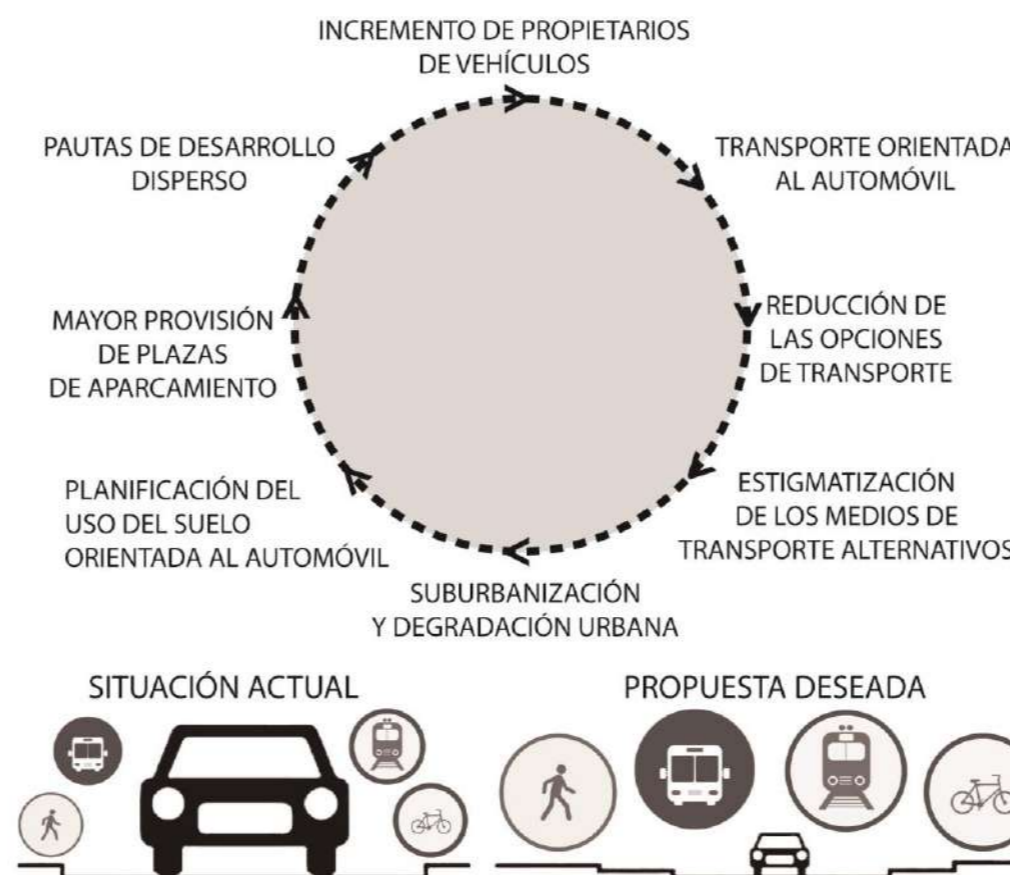 INCREMENTO DE PROPIETARIOS
DE VEHÍCULOS
TRANSPORTE ORIENTADA
AL AUTOMÓVIL
REDUCCIÓN DE
LAS OPCIONES
DE TRANSPORTE
ESTIGMATIZACIÓN
DE LOS MEDIOS DE
TRANSPORTE ALTERNATIVOS
SUBURBANIZACIÓN
Y DEGRADACIÓN URBANA
PLANIFICACIÓN DEL
USO DEL SUELO
ORIENTADA AL AUTOMÓVIL
MAYOR PROVISIÓN
DE PLAZAS
DE APARCAMIENTO
PAUTAS DE DESARROLLO
DISPERSO
SITUACIÓN ACTUAL
PROPUESTA DESEADA